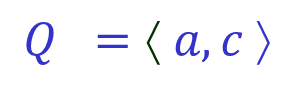 Q = ⟨ a, c ⟩